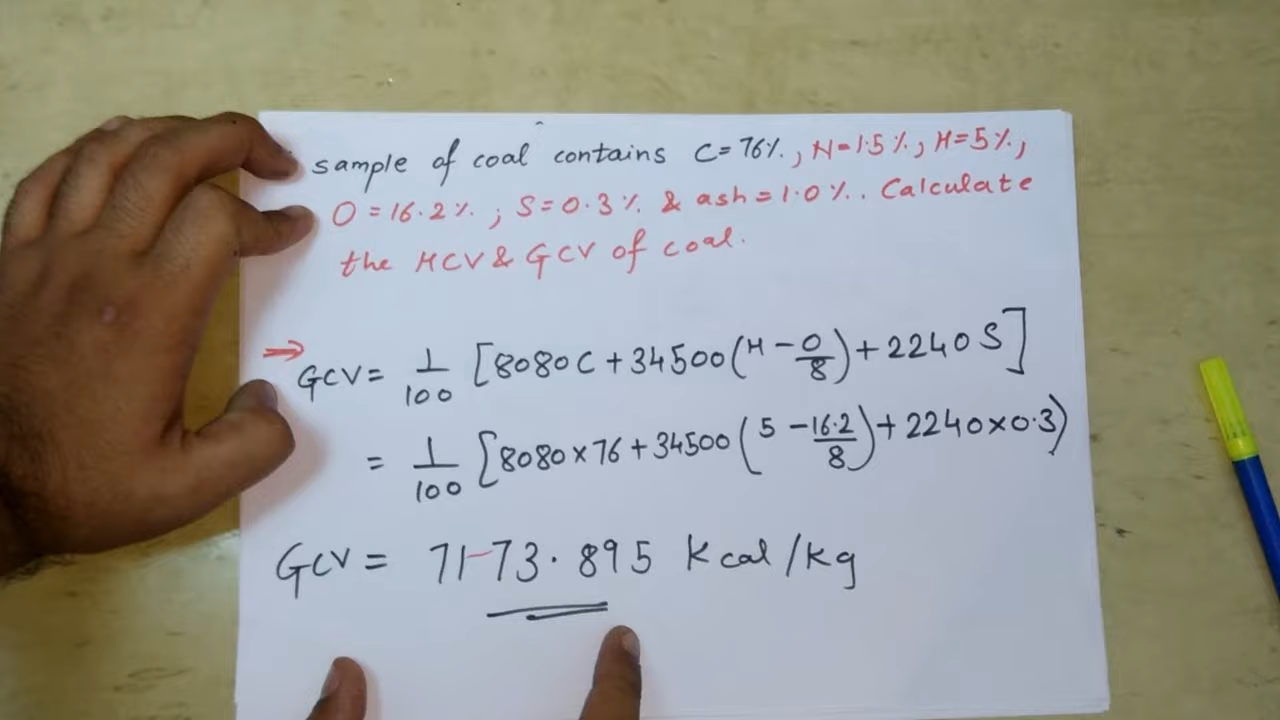 sample of coal contains C=76%., N=1.5%, H=5%,
O=16.2%, S=0.3% & ash=1.0%. Calculate
the HCV & GCV of coal.
→ GCV = 1/100 [8080C + 34500(H - O/8) + 2240S]
= 1/100 [8080×76 + 34500(5 - 16.2/8) + 2240×0.3)
GCV = 7173.895 Kcal/Kg